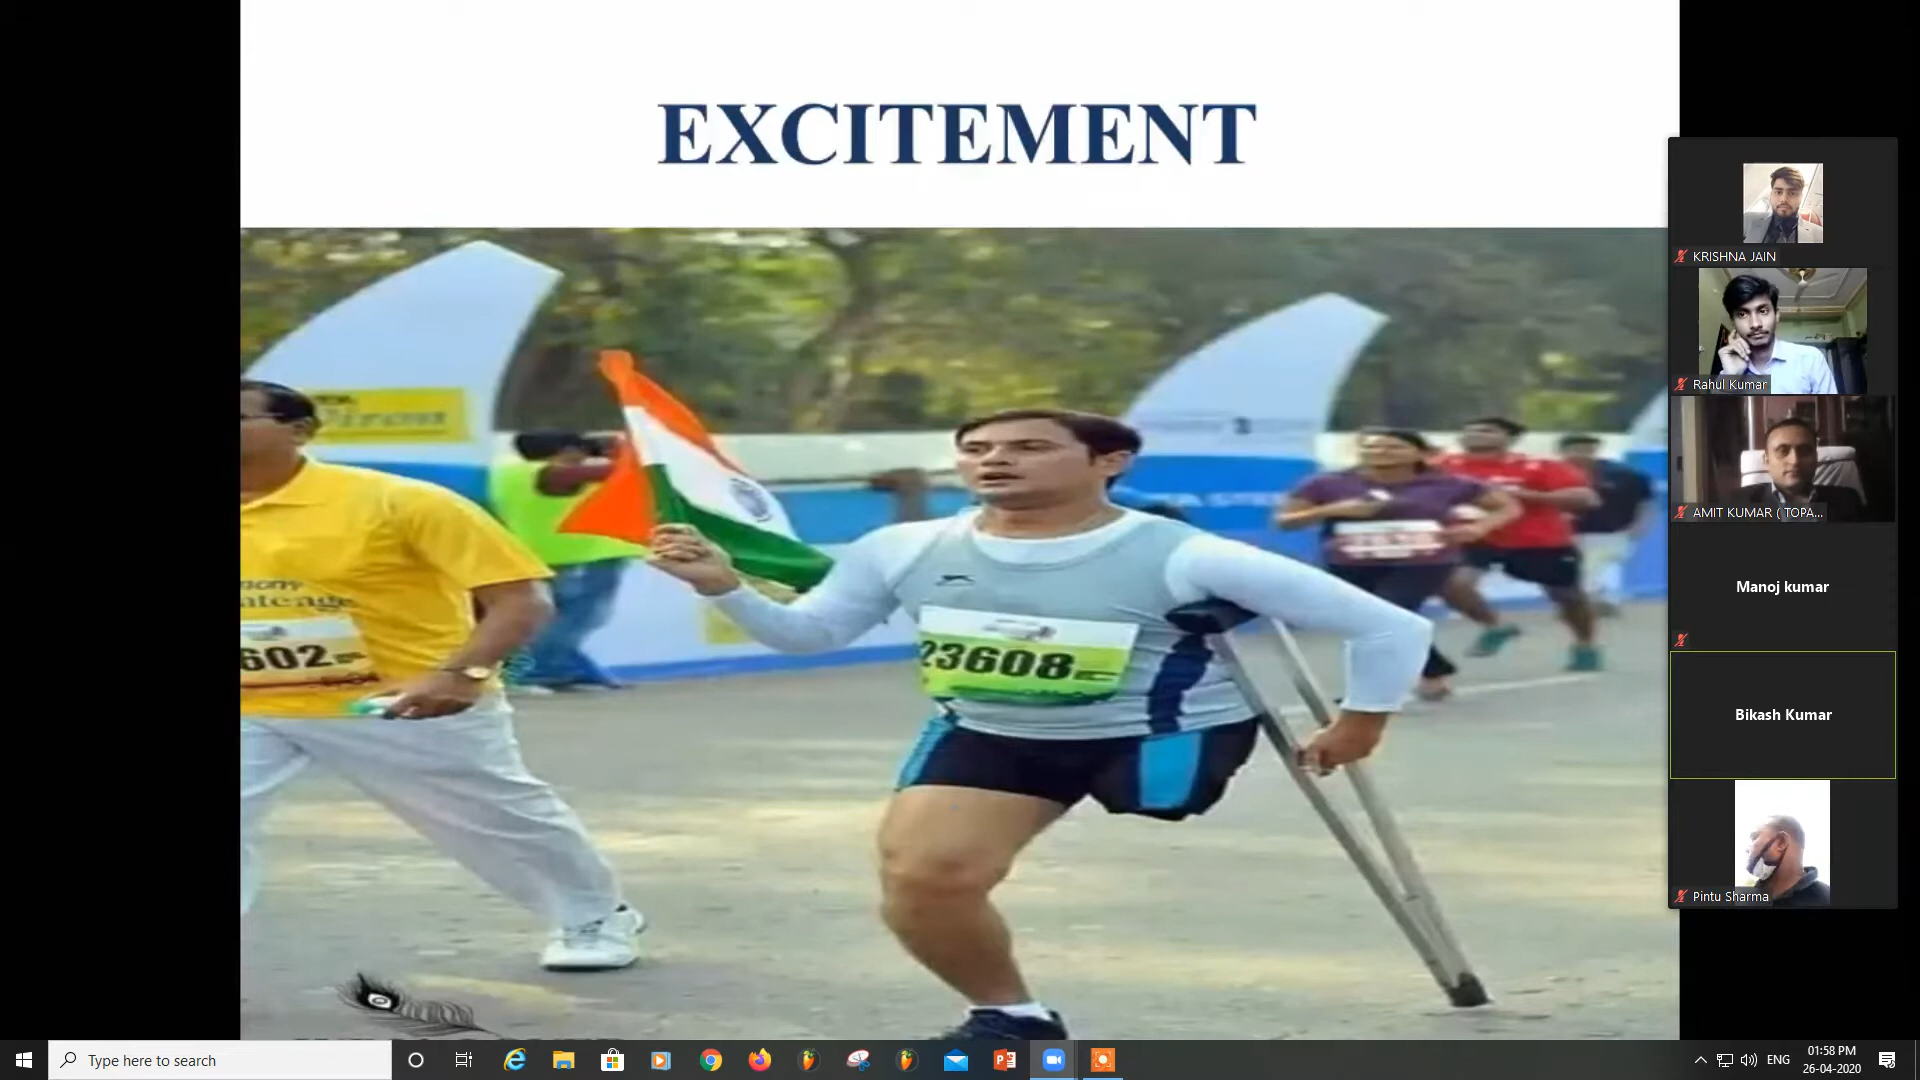 EXCITEMENT
602
23608
KRISHNA JAIN
Rahul Kumar
AMIT KUMAR ( TOPA...
Manoj kumar
Bikash Kumar
Pintu Sharma
Type here to search
ENG
01:58 PM
26-04-2020